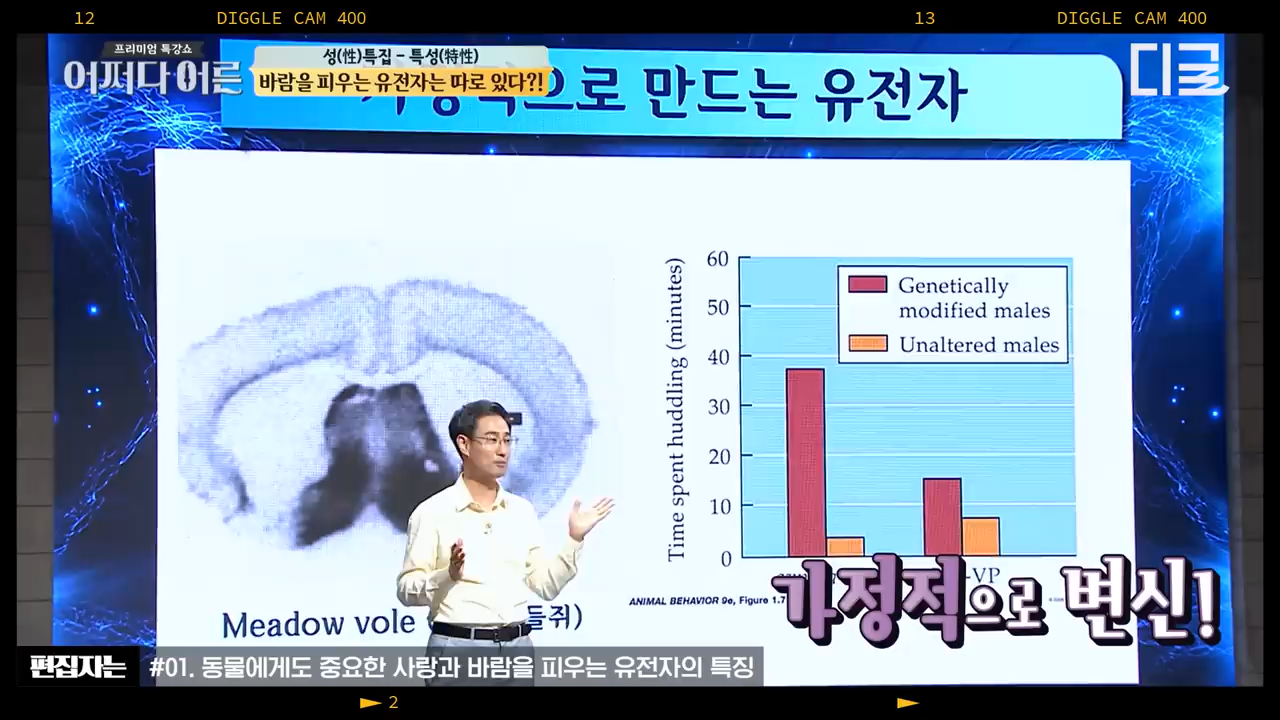 12
DIGGLE CAM 400
13
DIGGLE CAM 400
프리미엄 특강쇼
어쩌다 어른
성(性)특집 - 특성(特性)
바람을 피우는 유전자는 따로 있다?!
디글
으로 만드는 유전자
60
50
40
30
20
10
0
Time spent huddling (minutes)
Genetically
modified males
Unaltered males
-VP
ANIMAL BEHAVIOR 9e, Figure 1.7
가정적으로 변신!
Meadow vole
들쥐)
편집자는
#01. 동물에게도 중요한 사랑과 바람을 피우는 유전자의 특징
2